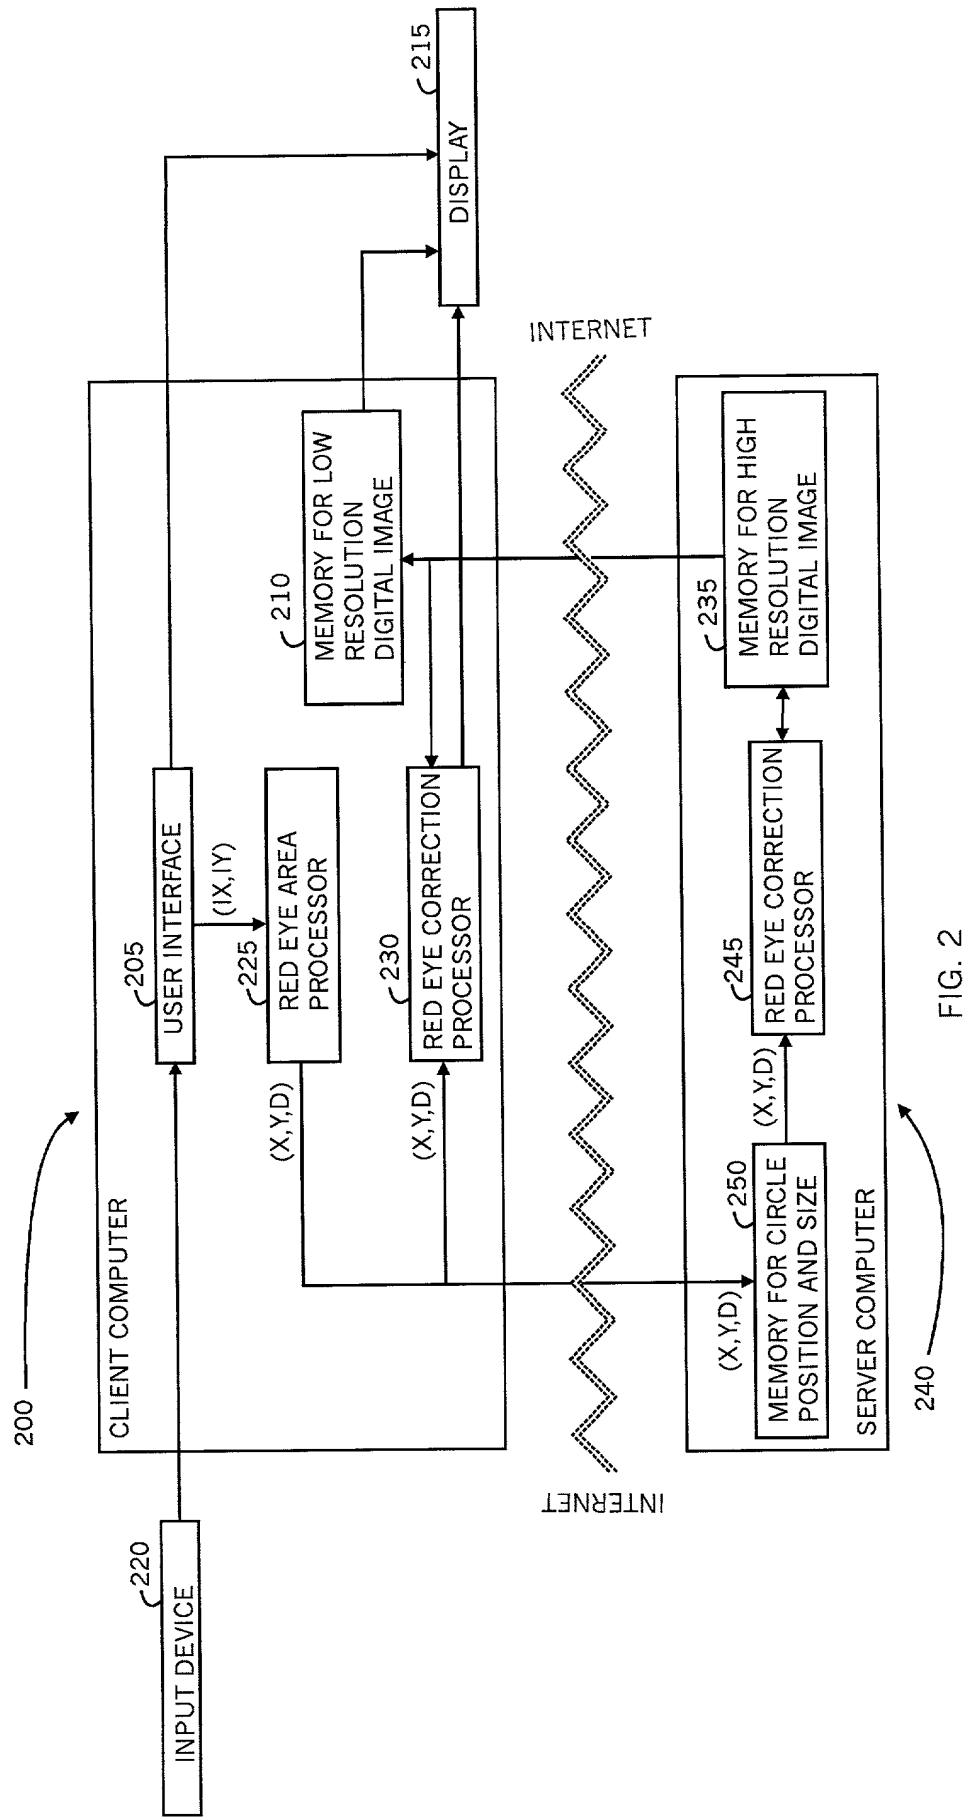 200
CLIENT COMPUTER
220
INPUT DEVICE
205
USER INTERFACE
(IX,IY)
225
RED EYE AREA
PROCESSOR
(X,Y,D)
210
MEMORY FOR LOW
RESOLUTION
DIGITAL IMAGE
230
RED EYE CORRECTION
PROCESSOR
(X,Y,D)
215
DISPLAY
INTERNET
INTERNET
(X,Y,D)
250
MEMORY FOR CIRCLE
POSITION AND SIZE
(X,Y,D)
245
RED EYE CORRECTION
PROCESSOR
235
MEMORY FOR HIGH
RESOLUTION
DIGITAL IMAGE
SERVER COMPUTER
240
FIG. 2